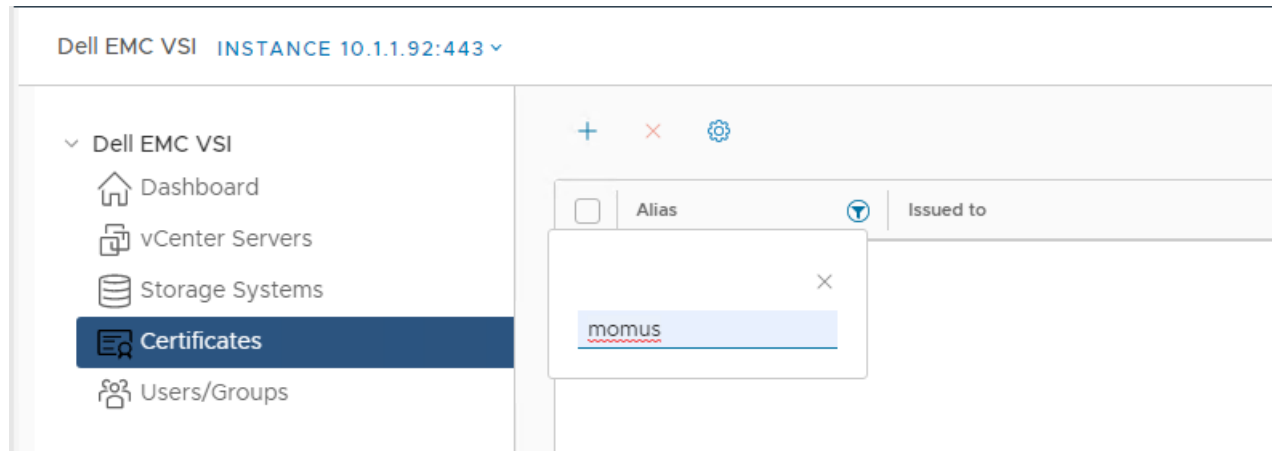 Dell EMC VSI INSTANCE 10.1.1.92:443
Dell EMC VSI
Dashboard
vCenter Servers
Storage Systems
Certificates
Users/Groups
Alias Issued to
momus